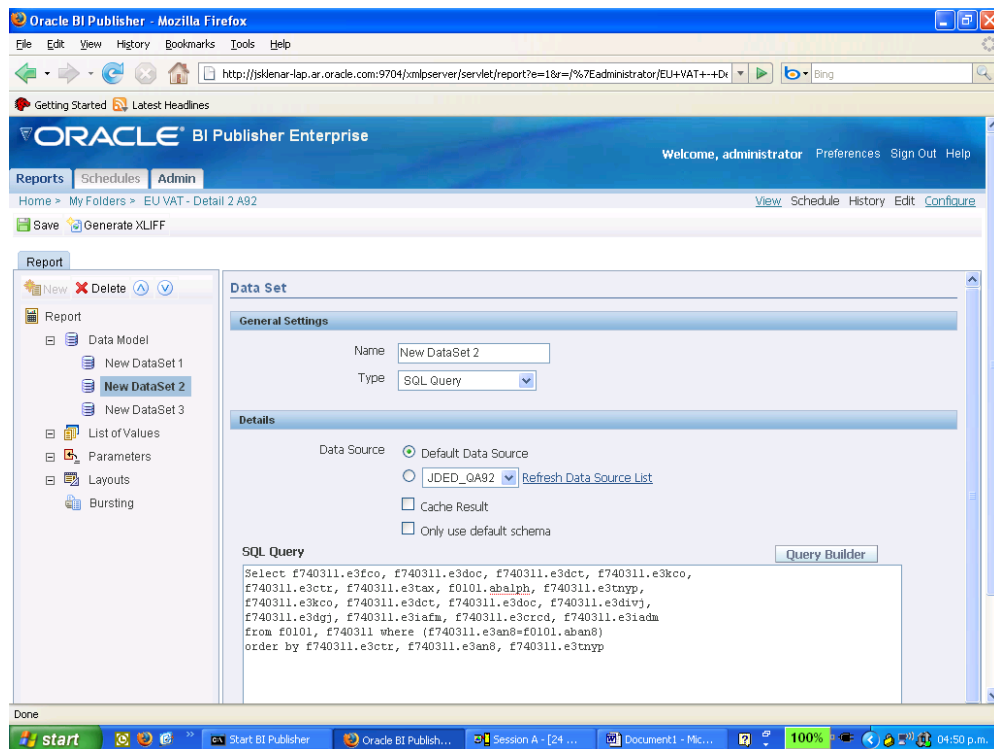 Oracle BI Publisher - Mozilla Firefox
File Edit View History Bookmarks Tools Help
http://jsklenar-lap.ar.oracle.com:9704/xmlpserver/servlet/report?e=1&r=/%7Eadministrator/EU+VAT+-+De
Bing
Getting Started Latest Headlines
ORACLE BI Publisher Enterprise
Welcome, administrator Preferences Sign Out Help
Reports Schedules Admin
Home > My Folders > EU VAT - Detail 2 A92
View Schedule History Edit Configure
Save Generate XLIFF
Report
New Delete
Report
Data Model
New DataSet 1
New DataSet 2
New DataSet 3
List of Values
Parameters
Layouts
Bursting
Data Set
General Settings
Name New DataSet 2
Type SQL Query
Details
Data Source Default Data Source
JDED_QA92 Refresh Data Source List
Cache Result
Only use default schema
SQL Query Query Builder
Select f740311.e3fco, f740311.e3doc, f740311.e3dct, f740311.e3kco,
f740311.e3ctr, f740311.e3tax, f0101.abalph, f740311.e3tnyp,
f740311.e3kco, f740311.e3dct, f740311.e3doc, f740311.e3divj,
f740311.e3dgj, f740311.e3iafm, f740311.e3crcd, f740311.e3iadm
from f0101, f740311 where (f740311.e3an8=f0101.aban8)
order by f740311.e3ctr, f740311.e3an8, f740311.e3tnyp
Done
start Start BI Publisher Oracle BI Publish... Session A - [24 ... Document1 - Mic... 100% 04:50 p.m.